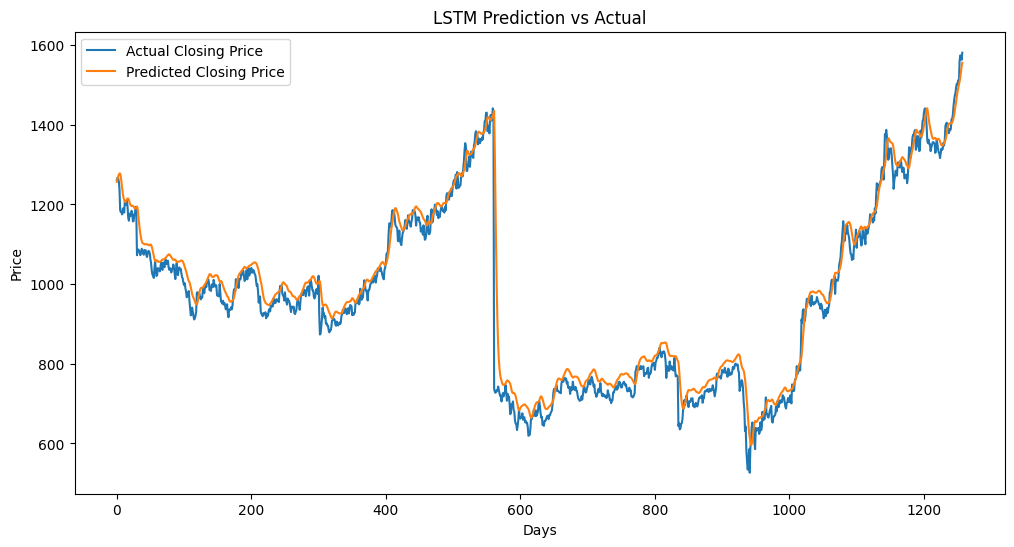 LSTM Prediction vs Actual
Actual Closing Price
Predicted Closing Price
Price
1600
1400
1200
1000
800
600
0 200 400 600 800 1000 1200
Days